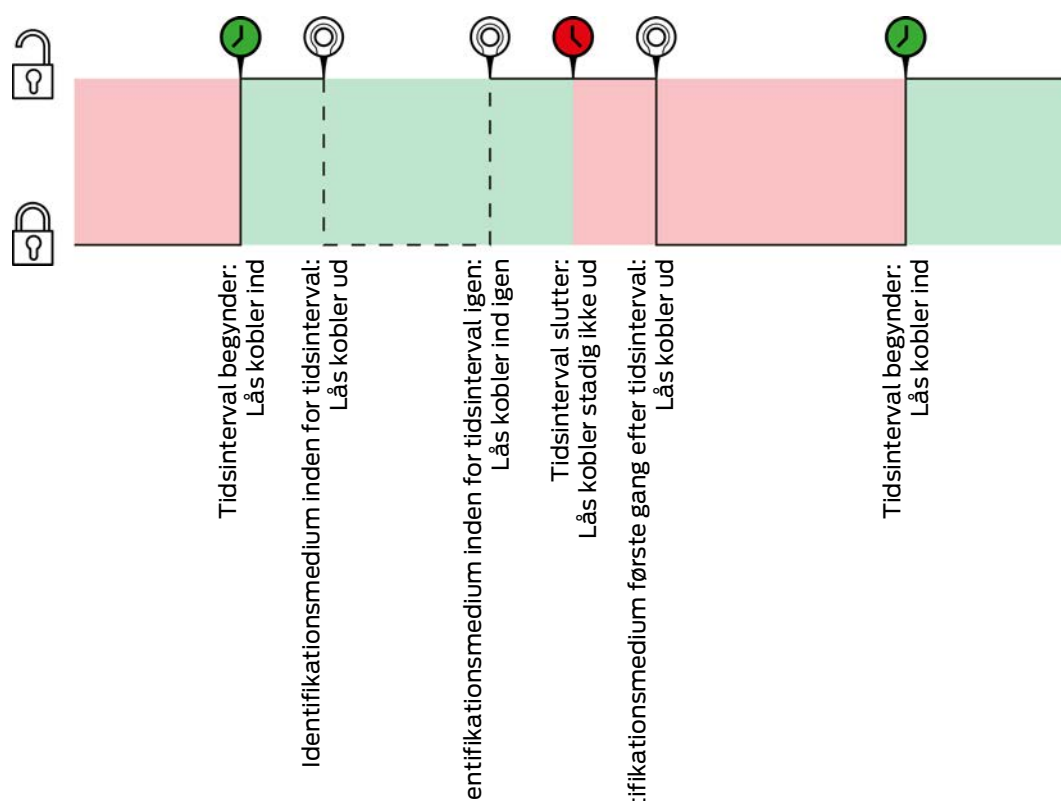 Tidsinterval begynder:
Lås kobler ind
Identifikationsmedium inden for tidsinterval:
Lås kobler ud
entifikationsmedium inden for tidsinterval igen:
Lås kobler ind igen
Tidsinterval slutter:
Lås kobler stadig ikke ud
tifikationsmedium første gang efter tidsinterval:
Lås kobler ud
Tidsinterval begynder:
Lås kobler ind